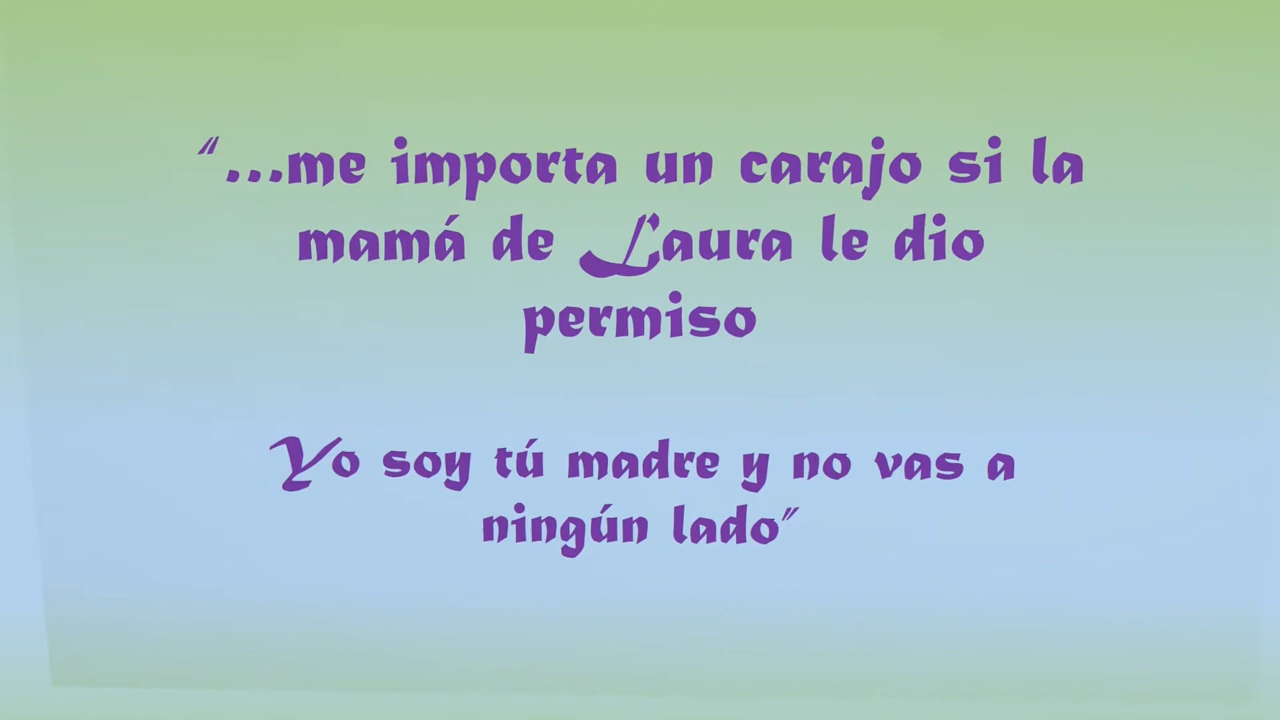 “...me importa un carajo si la
mamá de Laura le dio
permiso
Yo soy tú madre y no vas a
ningún lado”